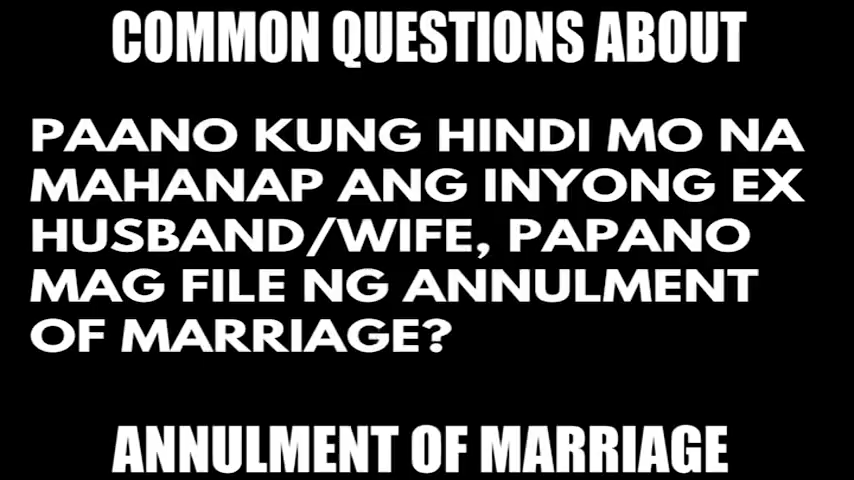 COMMON QUESTIONS ABOUT
PAANO KUNG HINDI MO NA
MAHANAP ANG INYONG EX
HUSBAND/WIFE, PAPANO
MAG FILE NG ANNULMENT
OF MARRIAGE?
ANNULMENT OF MARRIAGE